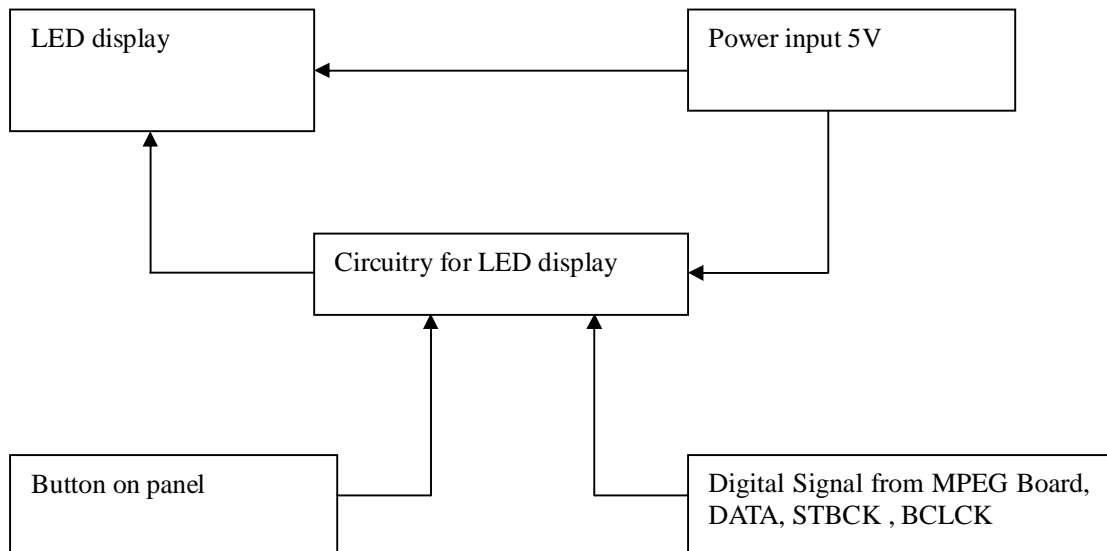 LED display
Power input 5V
Circuitry for LED display
Button on panel
Digital Signal from MPEG Board,
DATA, STBCK , BCLCK